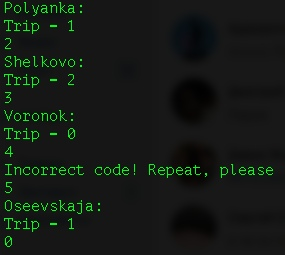 Polyanka:
Trip - 1
2
Shelkovo:
Trip - 2
3
Voronok:
Trip - 0
4
Incorrect code! Repeat, please
5
Oseevskaja:
Trip - 1
0